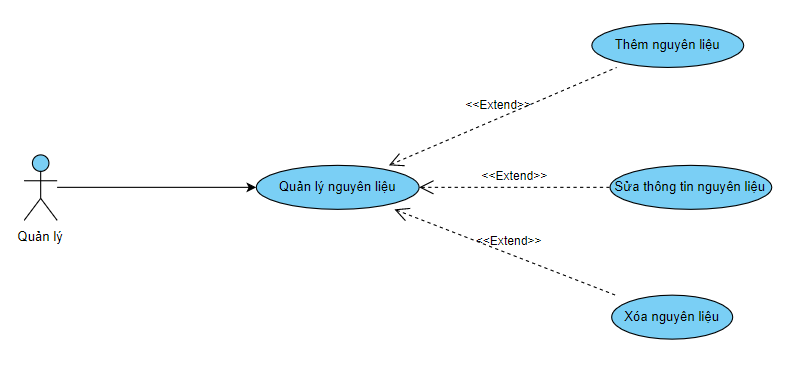 Thêm nguyên liệu
<<Extend>>
<<Extend>>
Quản lý nguyên liệu
Sửa thông tin nguyên liệu
Quản lý
<<Extend>>
Xóa nguyên liệu